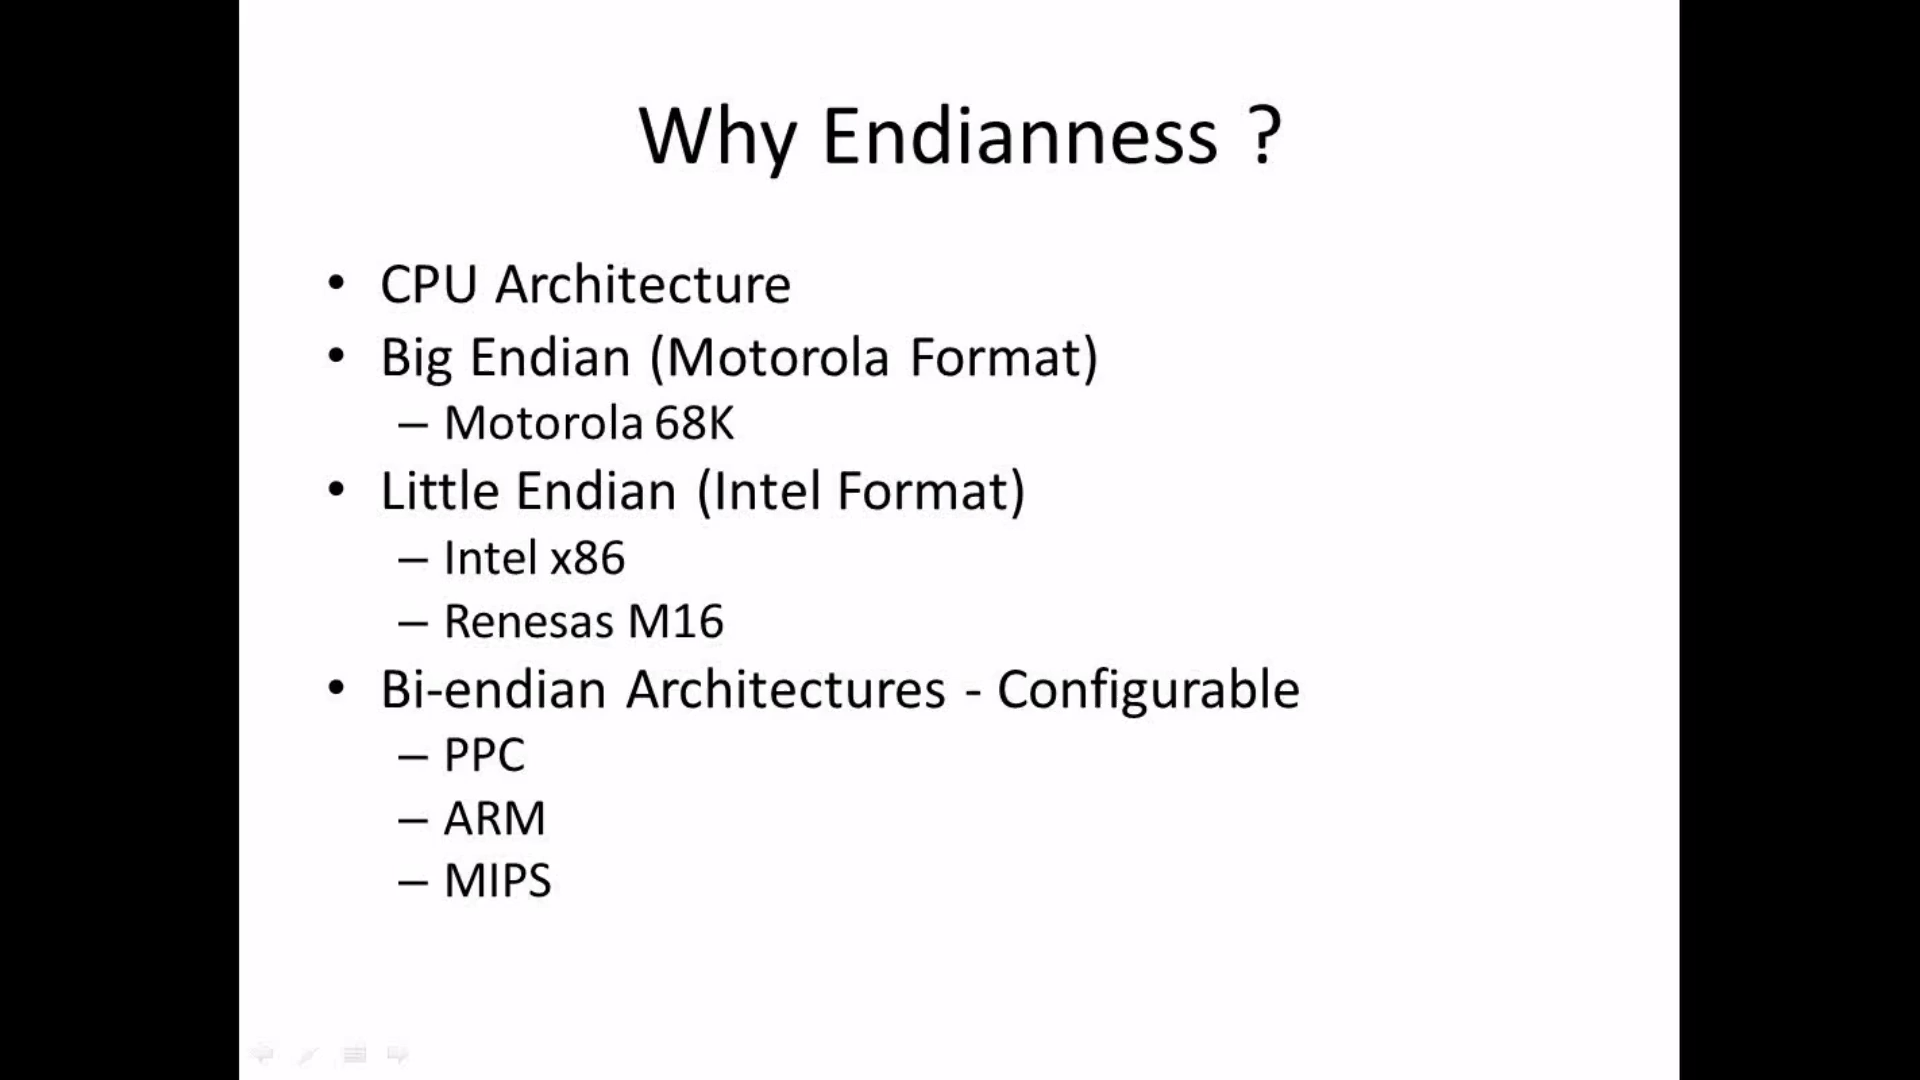 Why Endianness ?
• CPU Architecture
• Big Endian (Motorola Format)
– Motorola 68K
• Little Endian (Intel Format)
– Intel x86
– Renesas M16
• Bi-endian Architectures - Configurable
– PPC
– ARM
– MIPS